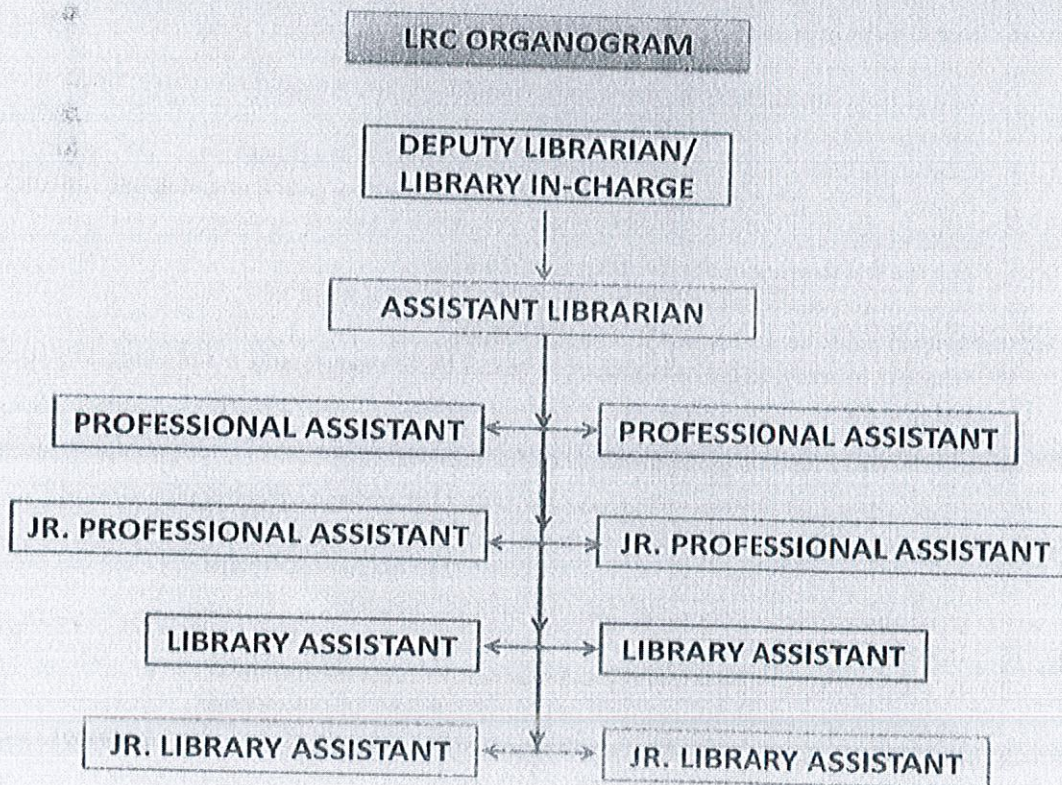 LRC ORGANOGRAM
DEPUTY LIBRARIAN/
LIBRARY IN-CHARGE
ASSISTANT LIBRARIAN
PROFESSIONAL ASSISTANT
PROFESSIONAL ASSISTANT
JR. PROFESSIONAL ASSISTANT
JR. PROFESSIONAL ASSISTANT
LIBRARY ASSISTANT
LIBRARY ASSISTANT
JR. LIBRARY ASSISTANT
JR. LIBRARY ASSISTANT